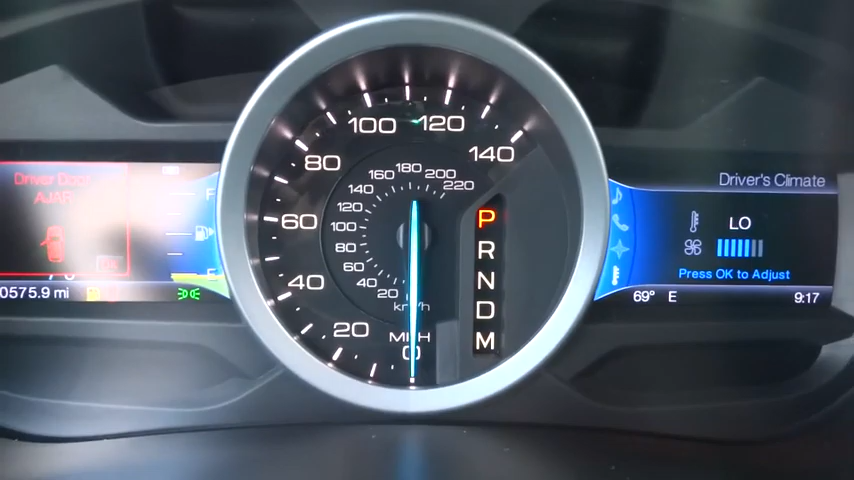 Driver Door
AJAR
F
E
0575.9 mi
0
20
40
60
80
100
120
140
20
40
60
80
100
120
140
160
180
200
220
km/h
MPH
P
R
N
D
M
Driver's Climate
LO
Press OK to Adjust
69° E
9:17